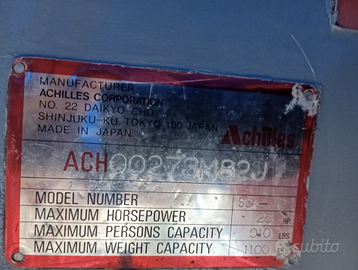 MANUFACTURER
ACHILLES CORPORATION
NO. 22 DAIKYO-CHO
SHINJUKU-KU, TOKYO 160 JAPAN
MADE IN JAPAN
Achilles
ACH00273M82J
MODEL NUMBER
MAXIMUM HORSEPOWER 25 HP
MAXIMUM PERSONS CAPACITY LBS
MAXIMUM WEIGHT CAPACITY 1100
subito